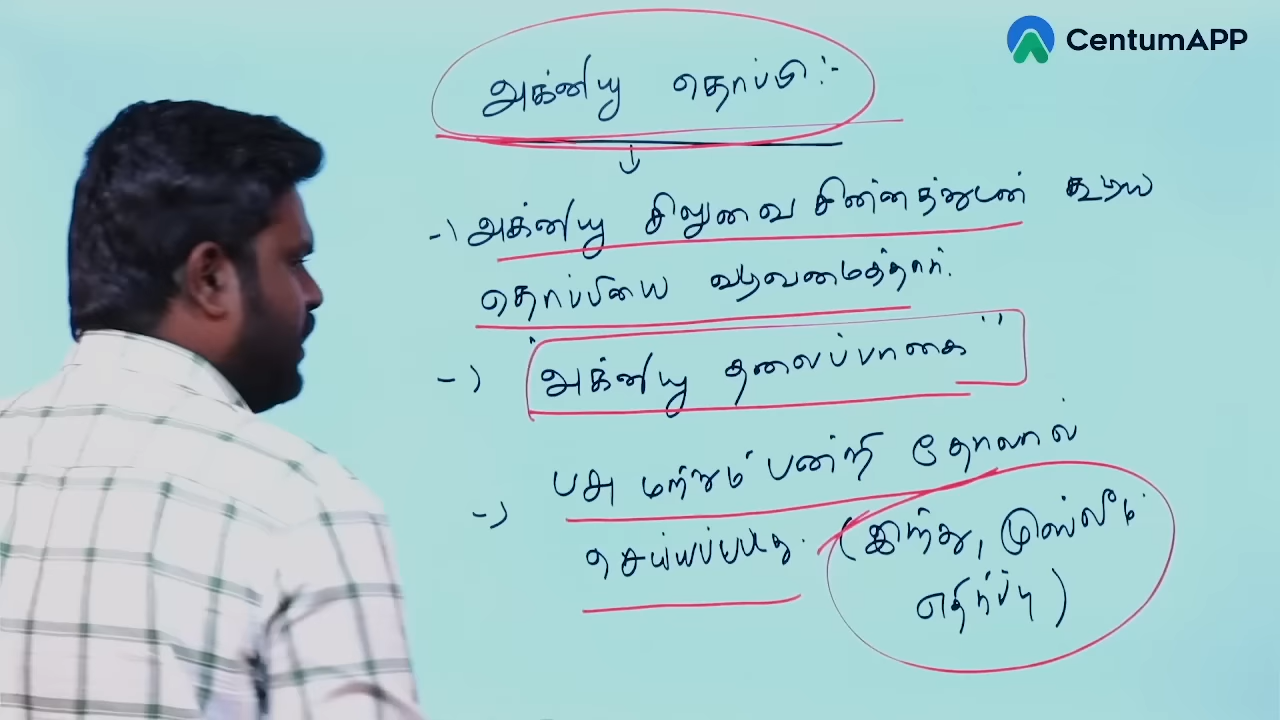 CentumAPP
அக்னியு தொப்பி :-
-) அக்னியு சிலுவை சின்னத்துடன் கூடிய
தொப்பியை வடிவமைத்தார்.
-) "அக்னியு தலைப்பாகை"
-) பசு மற்றும் பன்றி தோலால்
செய்யப்பட்டது. (இந்து, முஸ்லீம்
எதிர்ப்பு)